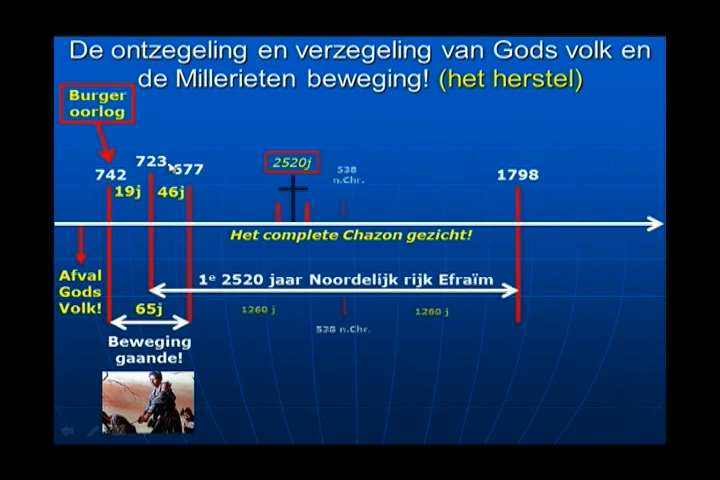 De ontzegeling en verzegeling van Gods volk en
de Millerieten beweging! (het herstel)
Burger
oorlog
742
723
677
2520j
538
n.Chr.
1798
19j
46j
Het complete Chazon gezicht!
Afval
Gods
Volk!
1e 2520 jaar Noordelijk rijk Efraïm
65j
1260 j
1260 j
538 n.Chr.
Beweging
gaande!